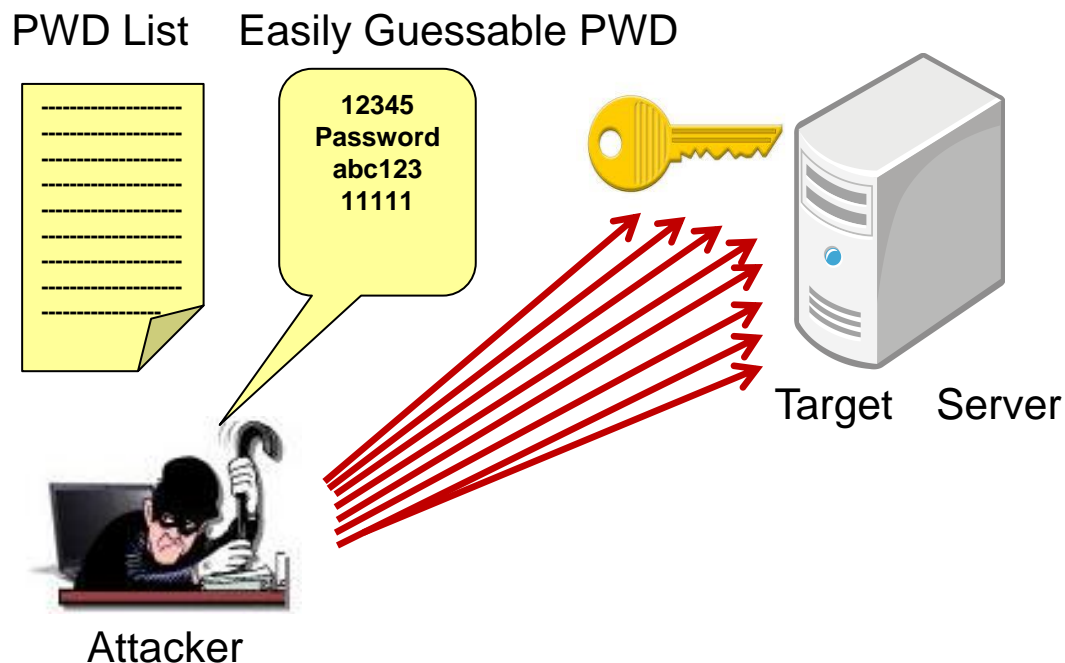 PWD List
Easily Guessable PWD
12345
Password
abc123
11111
Target Server
Attacker